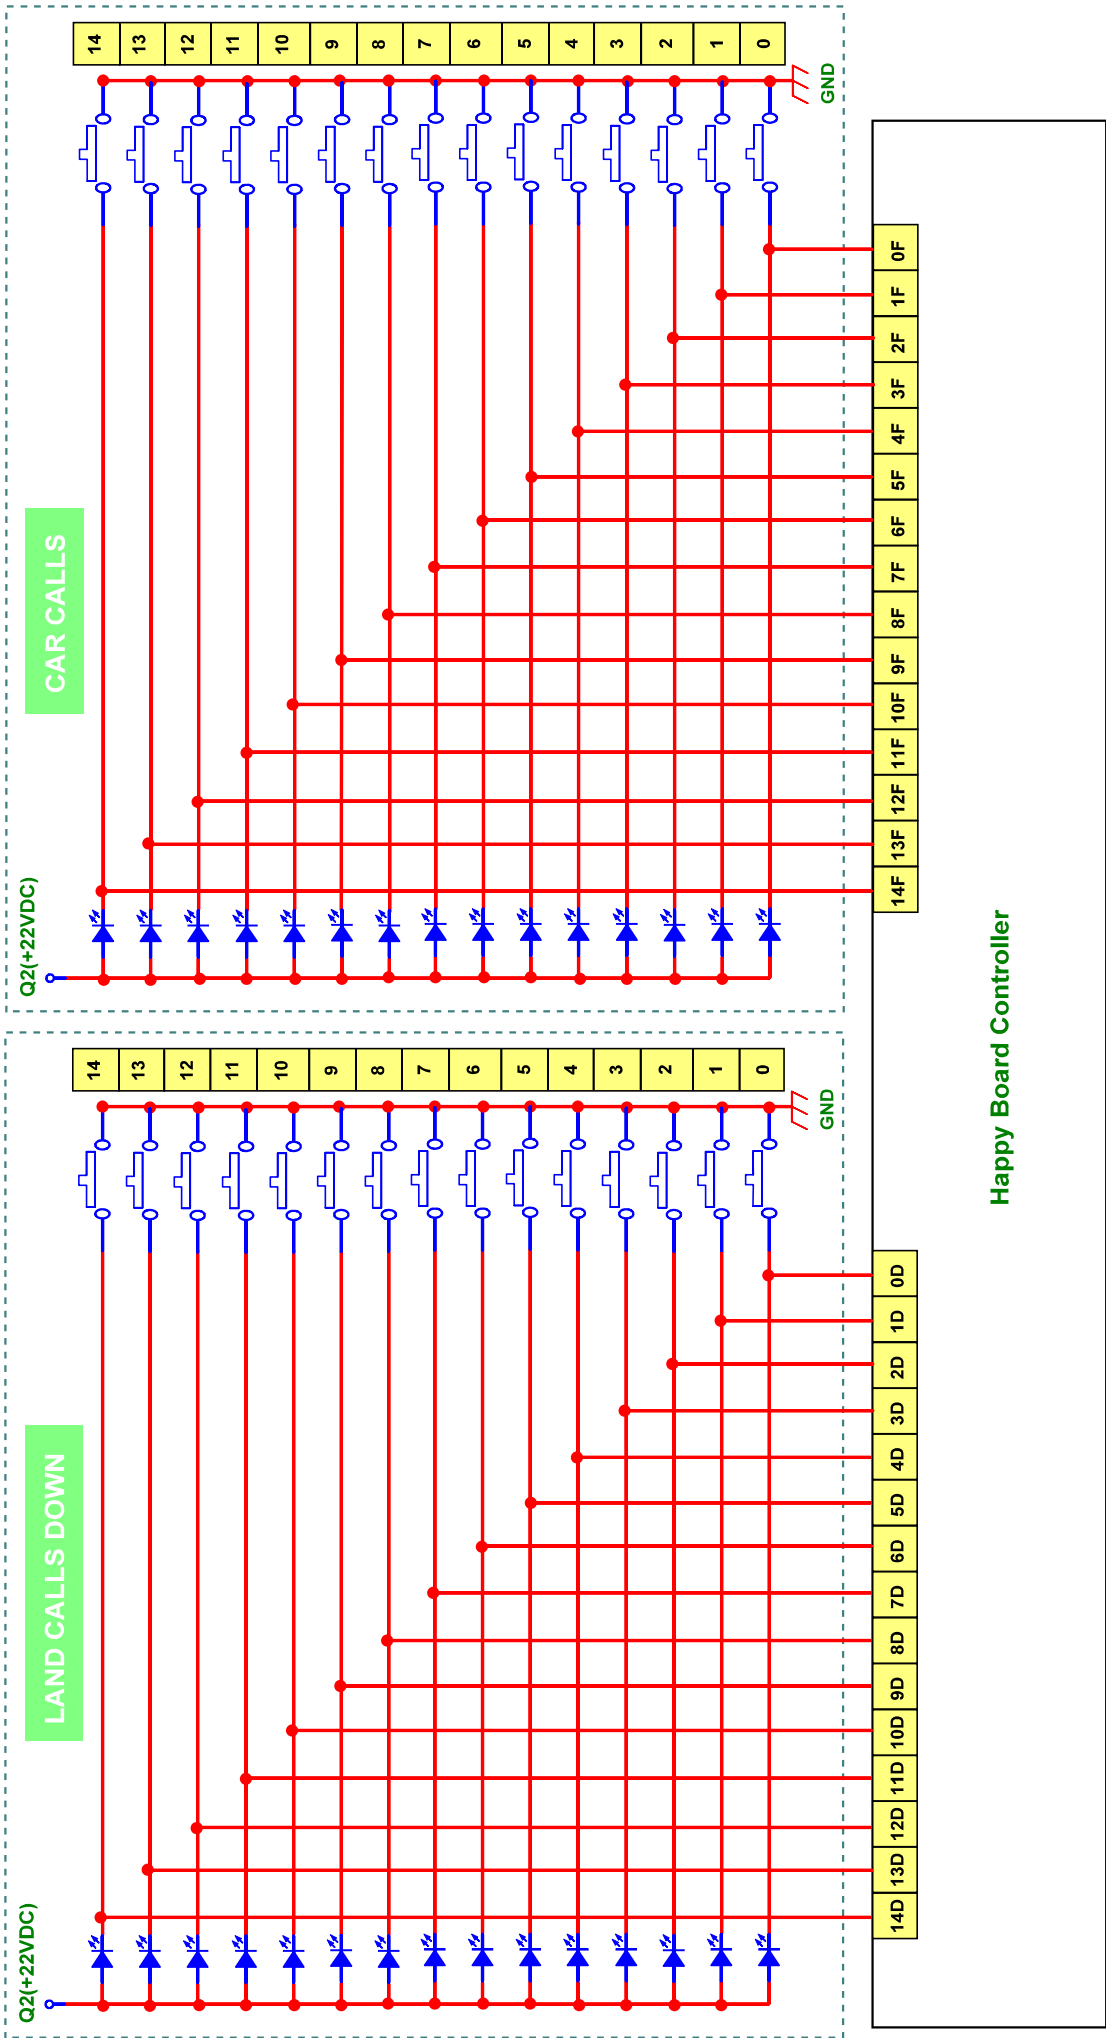 CAR CALLS
Q2(+22VDC)
14 13 12 11 10 9 8 7 6 5 4 3 2 1 0
GND
0F
1F
2F
3F
4F
5F
6F
7F
8F
9F
10F
11F
12F
13F
14F
LAND CALLS DOWN
Q2(+22VDC)
14 13 12 11 10 9 8 7 6 5 4 3 2 1 0
GND
0D
1D
2D
3D
4D
5D
6D
7D
8D
9D
10D
11D
12D
13D
14D
Happy Board Controller